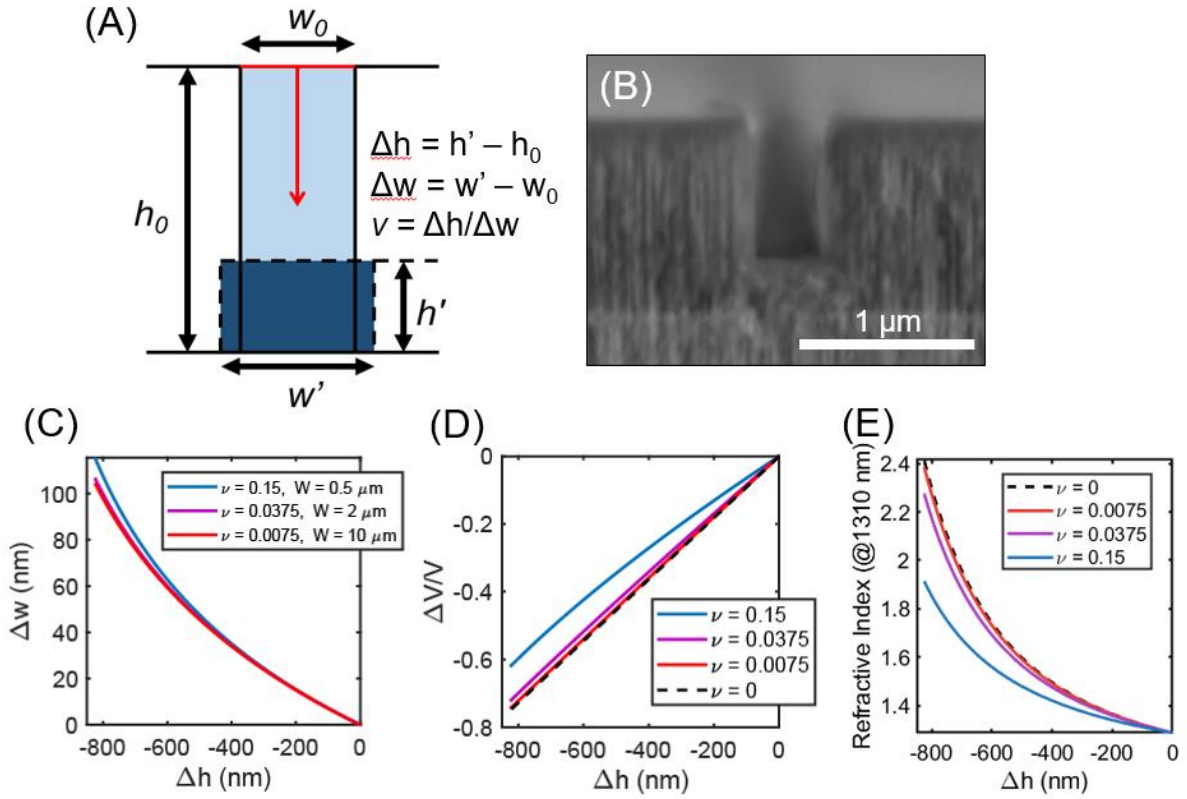 (A)
w₀
h₀
Δh = h’ – h₀
Δw = w’ – w₀
v = Δh/Δw
h'
w’
(B)
1 µm
(C)
Δw (nm)
100
80
60
40
20
0
-800 -600 -400 -200 0
Δh (nm)
ν = 0.15, W = 0.5 μm
ν = 0.0375, W = 2 μm
ν = 0.0075, W = 10 μm
(D)
ΔV/V
0
-0.2
-0.4
-0.6
-0.8
-800 -600 -400 -200 0
Δh (nm)
ν = 0.15
ν = 0.0375
ν = 0.0075
ν = 0
(E)
Refractive Index (@1310 nm)
2.4
2.2
2
1.8
1.6
1.4
-800 -600 -400 -200 0
Δh (nm)
ν = 0
ν = 0.0075
ν = 0.0375
ν = 0.15